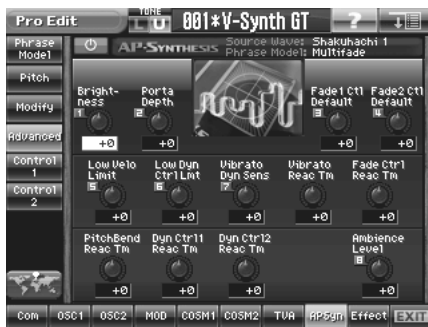 Pro Edit
TONE
L U
001*V-Synth GT
?
Phrase Model
AP-SYNTHESIS
Source Wave: Shakuhachi 1
Phrase Model: Multifade
Pitch
Modify
Advanced
Control 1
Control 2
Bright-ness
Porta Depth
Fade1 Ctl Default
Fade2 Ctl Default
1 2 3 4
+0 +0 +0 +0
Low Velo Limit
Low Dyn Ctrl Lmt
Vibrato Dyn Sens
Vibrato Reac Tm
Fade Ctrl Reac Tm
5 6 7
+0 +0 +0 +0 +0
PitchBend Reac Tm
Dyn Ctrl1 Reac Tm
Dyn Ctrl2 Reac Tm
Ambience Level
8
+0 +0 +0 +0
Com OSC1 OSC2 MOD COSM1 COSM2 TVA APSyn Effect EXIT